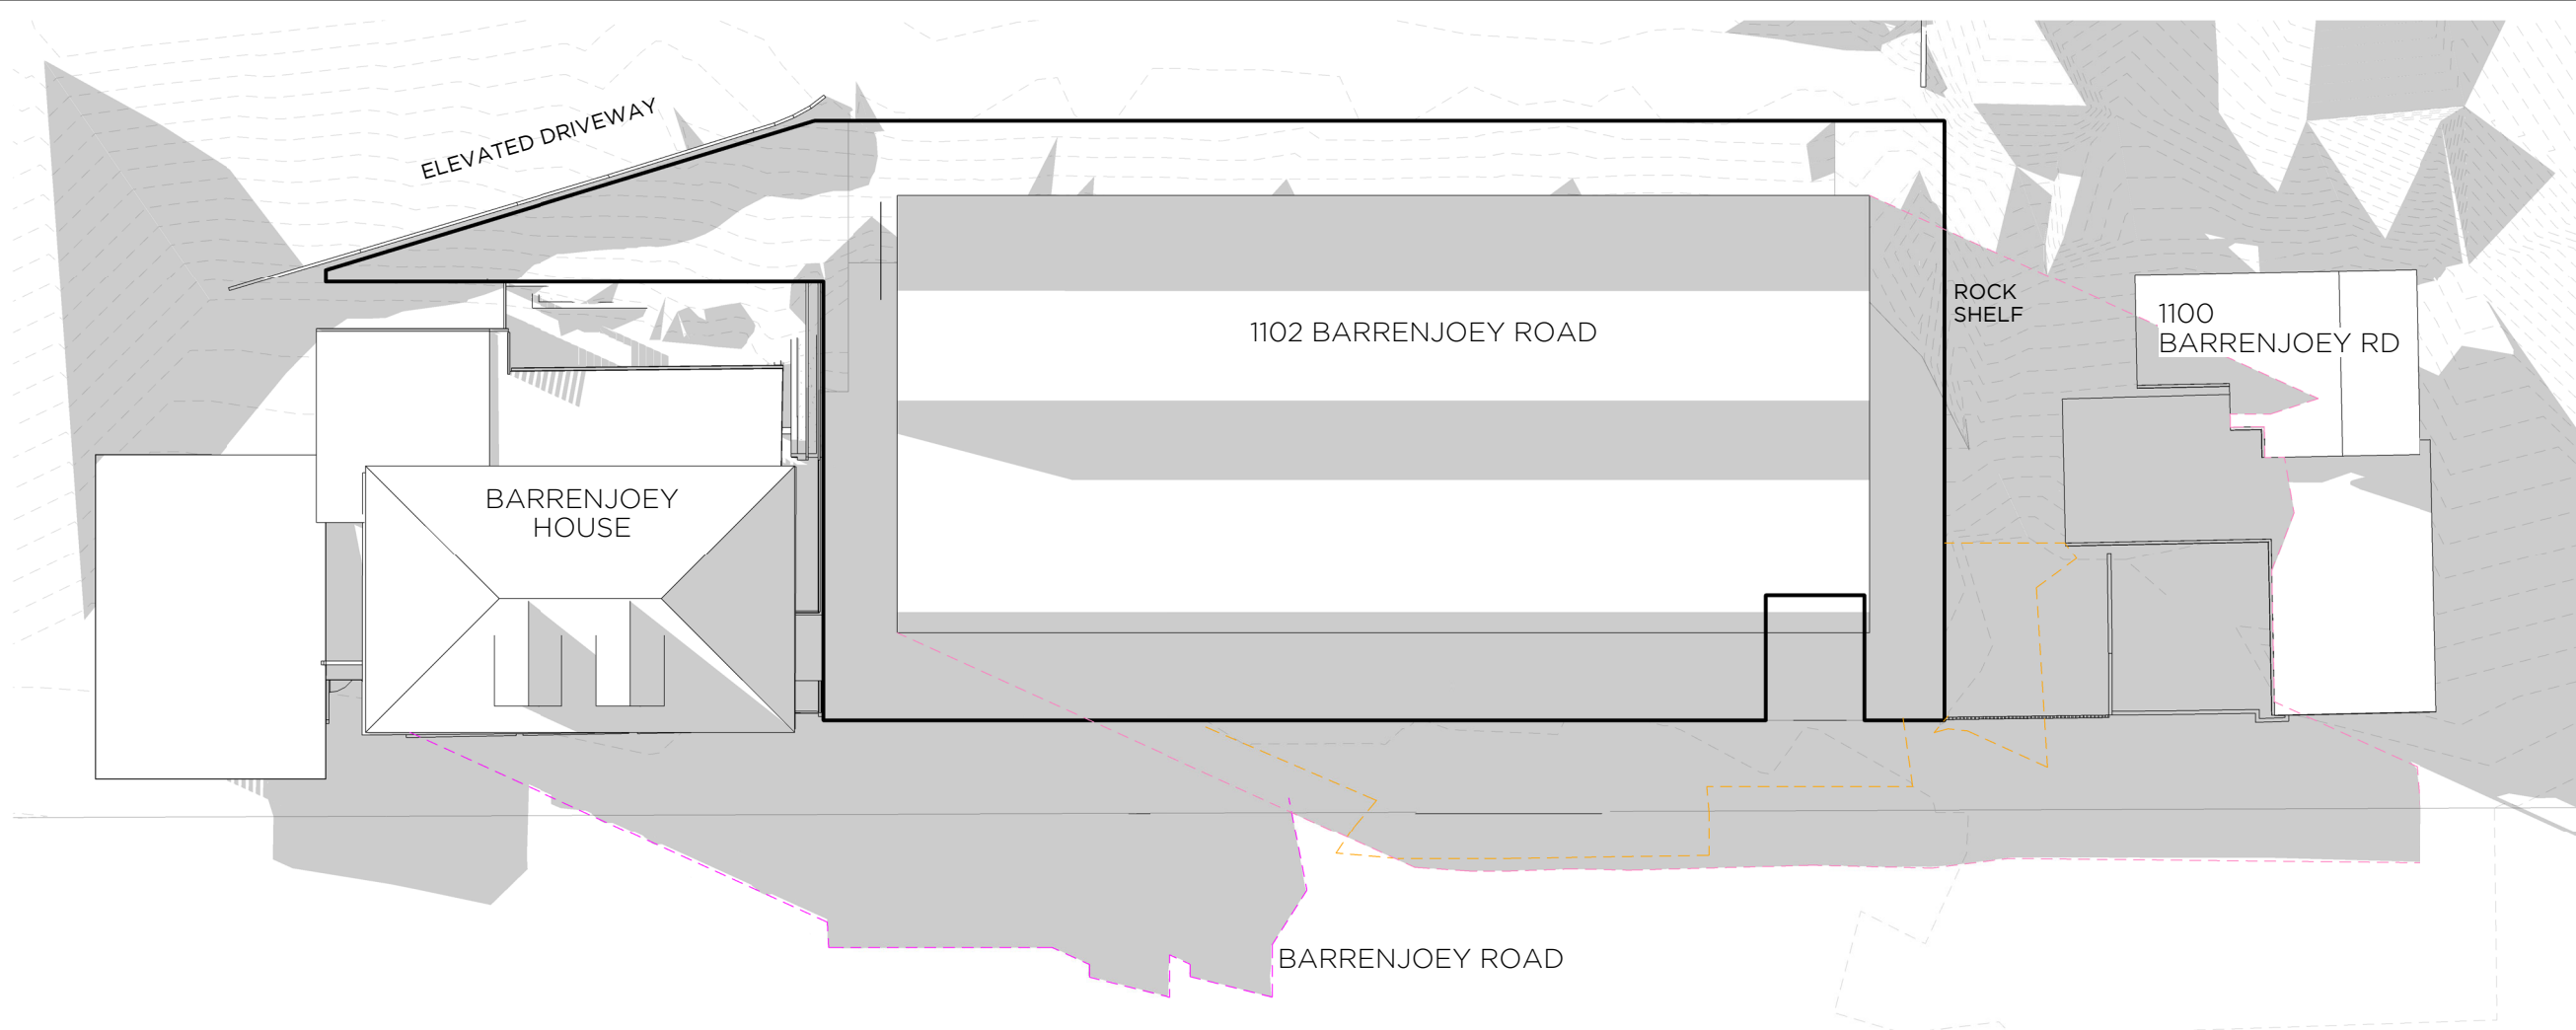 ELEVATED DRIVEWAY
ROCK
SHELF
1100
BARRENJOEY RD
1102 BARRENJOEY ROAD
BARRENJOEY
HOUSE
BARRENJOEY ROAD